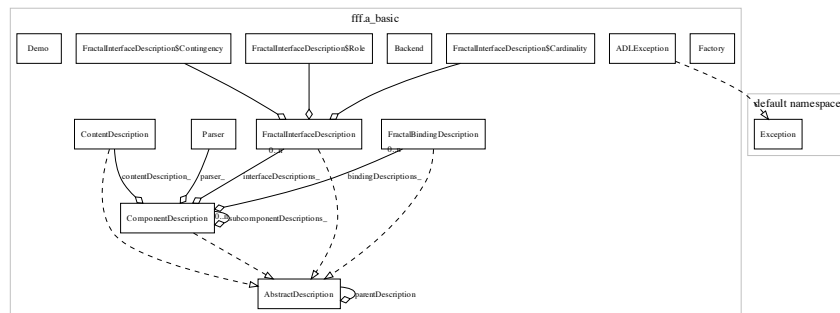 fff.a_basic
Demo
FractalInterfaceDescription$Contingency
FractalInterfaceDescription$Role
Backend
FractalInterfaceDescription$Cardinality
ADLException
Factory
default namespace
ContentDescription
Parser
FractalInterfaceDescription
FractalBindingDescription
Exception
0..n
0..n
contentDescription_
parser_
interfaceDescriptions_
bindingDescriptions_
ComponentDescription
0..n
subcomponentDescriptions_
AbstractDescription
parentDescription